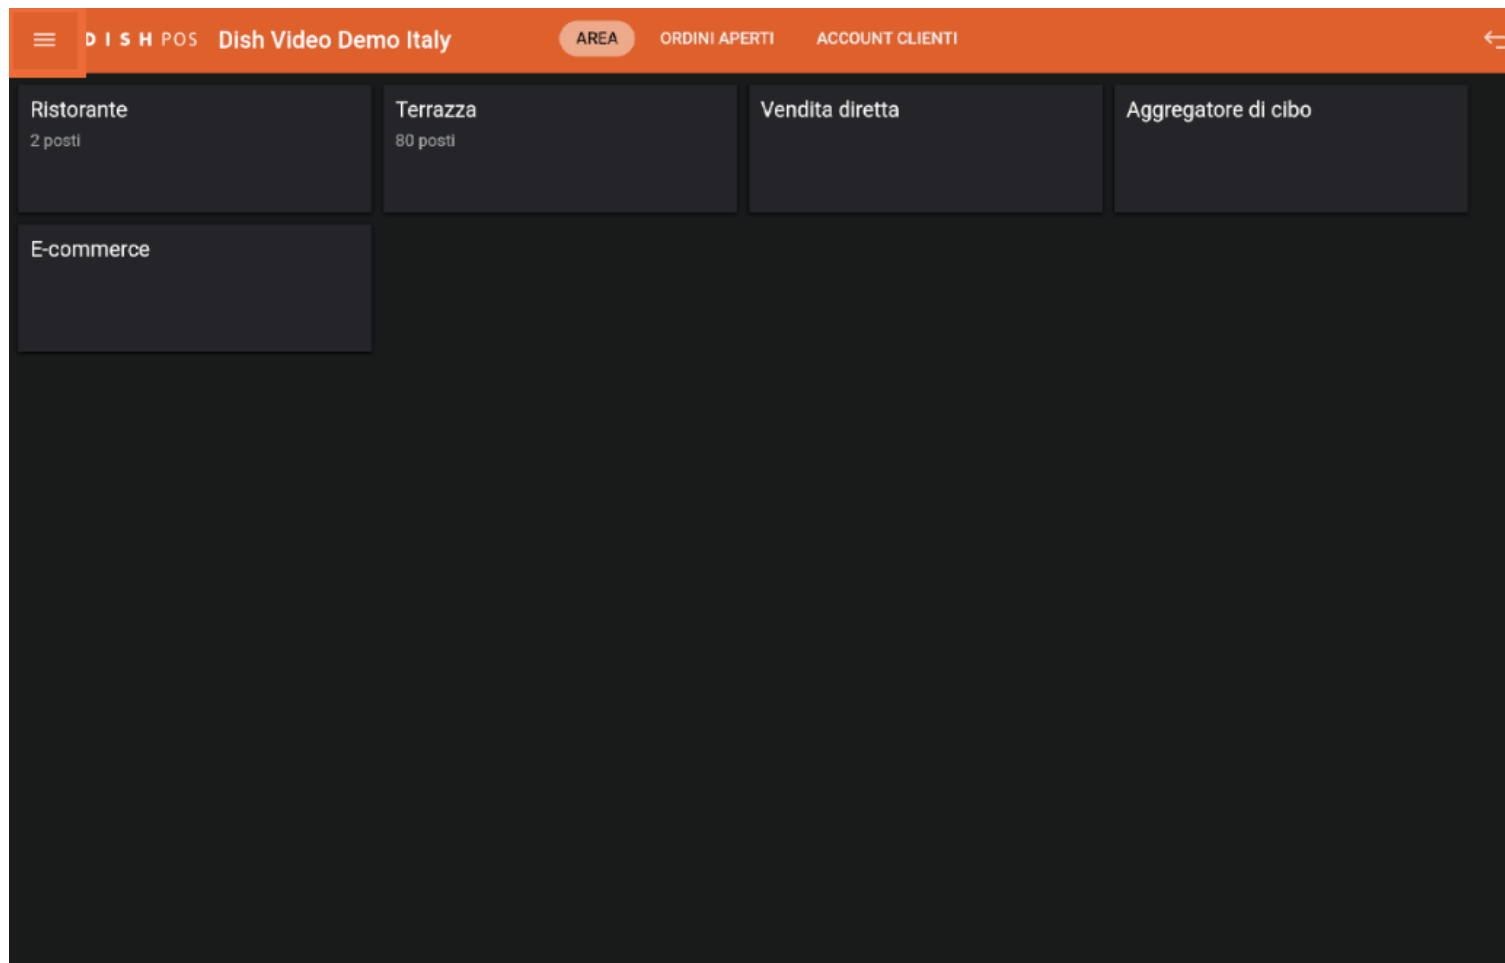 DISH POS Dish Video Demo Italy AREA ORDINI APERTI ACCOUNT CLIENTI
Ristorante
2 posti
Terrazza
80 posti
Vendita diretta
Aggregatore di cibo
E-commerce